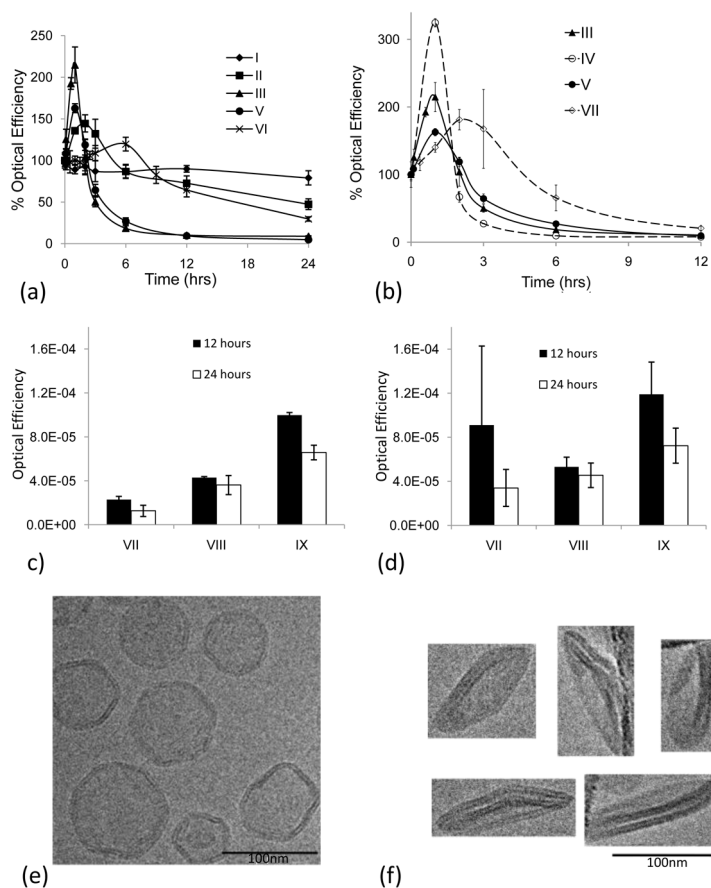 250
200
150
100
50
0
% Optical Efficiency
0
6
12
18
24
Time (hrs)
I
II
III
V
VI
(a)
300
200
100
0
% Optical Efficiency
0
3
6
9
12
Time (hrs)
III
IV
V
VII
(b)
1.6E-04
1.2E-04
8.0E-05
4.0E-05
0.0E+00
Optical Efficiency
12 hours
24 hours
VII
VIII
IX
c)
1.6E-04
1.2E-04
8.0E-05
4.0E-05
0.0E+00
Optical Efficiency
12 hours
24 hours
VII
VIII
IX
(d)
100nm
(e)
100nm
(f)